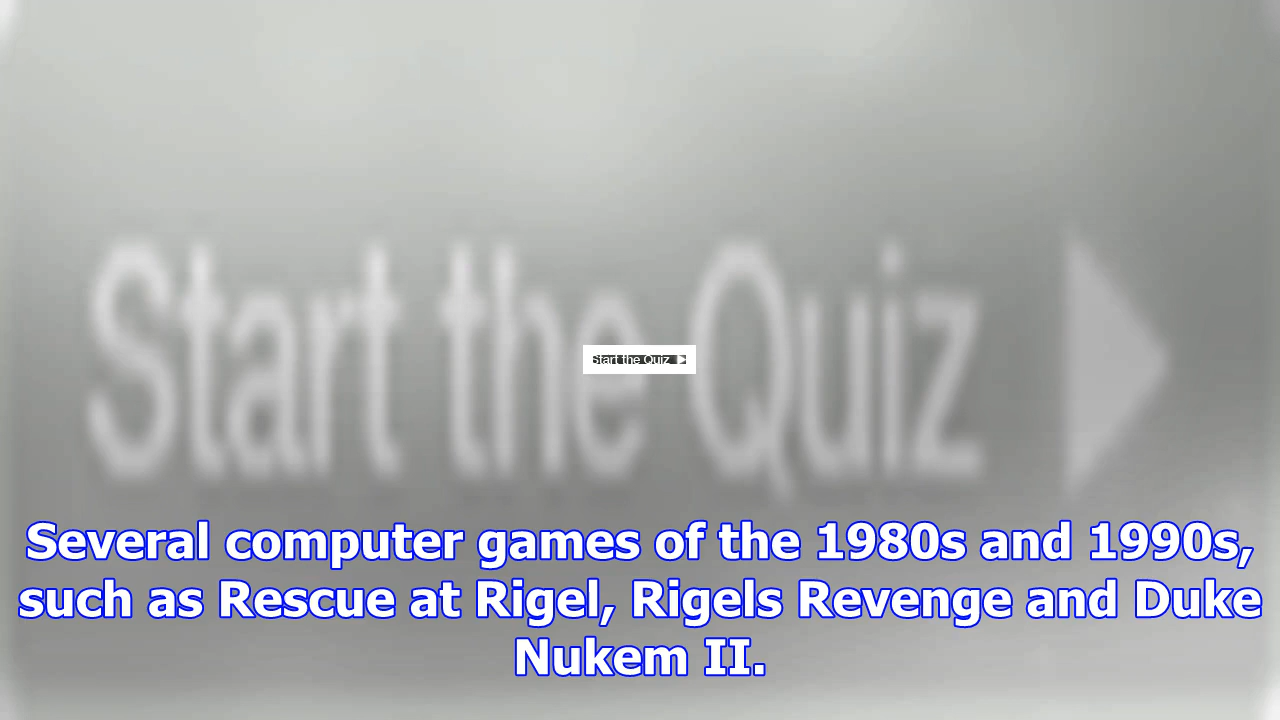 Start the Quiz
Start the Quiz
Several computer games of the 1980s and 1990s,
such as Rescue at Rigel, Rigels Revenge and Duke
Nukem II.